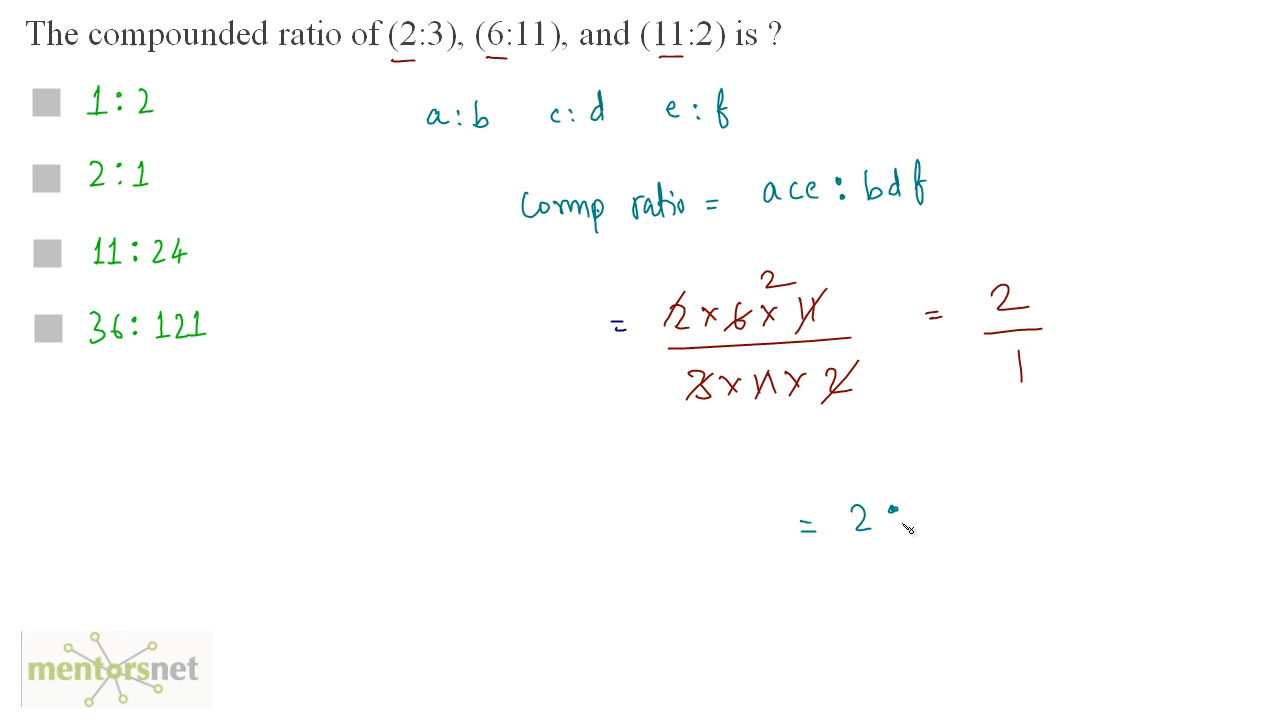 The compounded ratio of (2:3), (6:11), and (11:2) is ?
1 : 2
2 : 1
11 : 24
36 : 121
a : b c : d e : f
Comp ratio = ace : bdf
= 2 × 6 × 11 / 3 × 11 × 2 = 2 / 1
2
= 2 :
mentorsnet